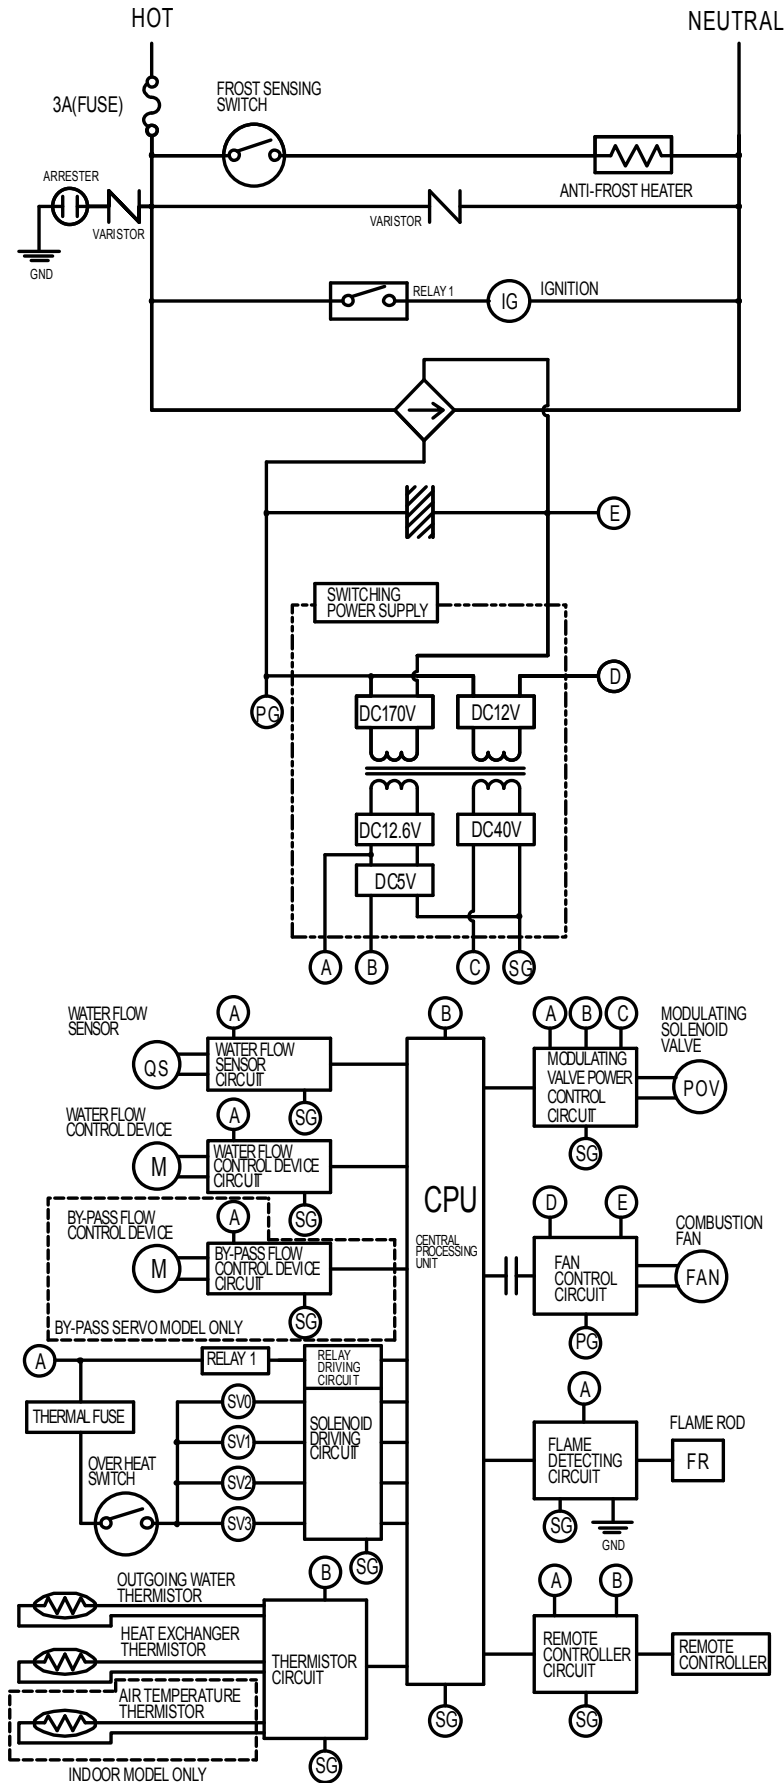 HOT
NEUTRAL
3A(FUSE)
FROST SENSING
SWITCH
ANTI-FROST HEATER
ARRESTER
GND
VARISTOR
VARISTOR
RELAY 1
IG
IGNITION
E
SWITCHING
POWER SUPPLY
PG
D
DC170V
DC12V
DC12.6V
DC40V
DC5V
A
B
C
SG
WATER FLOW
SENSOR
QS
A
WATER FLOW
SENSOR
CIRCUIT
SG
WATER FLOW
CONTROL DEVICE
M
A
WATER FLOW
CONTROL DEVICE
CIRCUIT
SG
BY-PASS FLOW
CONTROL DEVICE
M
A
BY-PASS FLOW
CONTROL DEVICE
CIRCUIT
SG
BY-PASS SERVO MODEL ONLY
A
RELAY 1
RELAY
DRIVING
CIRCUIT
THERMAL FUSE
OVER HEAT
SWITCH
SV0
SV1
SV2
SV3
SOLENOID
DRIVING
CIRCUIT
SG
OUTGOING WATER
THERMISTOR
HEAT EXCHANGER
THERMISTOR
AIR TEMPERATURE
THERMISTOR
INDOOR MODEL ONLY
B
THERMISTOR
CIRCUIT
SG
B
CPU
CENTRAL
PROCESSING
UNIT
SG
A
B
C
MODULATING
VALVE POWER
CONTROL
CIRCUIT
SG
MODULATING
SOLENOID
VALVE
POV
D
E
FAN
CONTROL
CIRCUIT
PG
COMBUSTION
FAN
FAN
A
FLAME
DETECTING
CIRCUIT
SG
GND
FLAME ROD
FR
A
B
REMOTE
CONTROLLER
CIRCUIT
SG
REMOTE
CONTROLLER